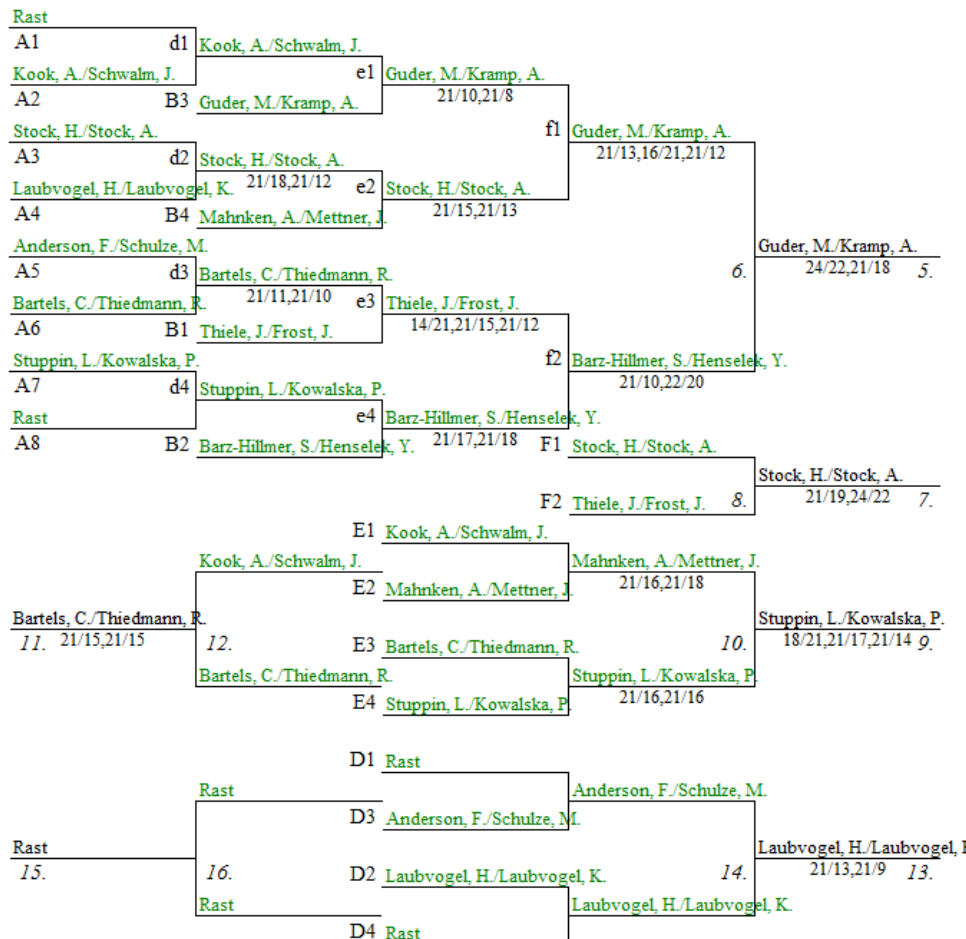 Rast
A1 d1 Kook, A./Schwalm, J.
Kook, A./Schwalm, J. e1 Guder, M./Kramp, A.
A2 B3 Guder, M./Kramp, A. 21/10,21/8
Stock, H./Stock, A. f1 Guder, M./Kramp, A.
A3 d2 Stock, H./Stock, A. 21/13,16/21,21/12
Laubvogel, H./Laubvogel, K. 21/18,21/12 e2 Stock, H./Stock, A.
A4 B4 Mahnken, A./Mettner, J. 21/15,21/13
Anderson, F./Schulze, M. Guder, M./Kramp, A.
A5 d3 Bartels, C./Thiedmann, R. 6. 24/22,21/18 5.
Bartels, C./Thiedmann, R. 21/11,21/10 e3 Thiele, J./Frost, J.
A6 B1 Thiele, J./Frost, J. 14/21,21/15,21/12
Stuppin, L./Kowalska, P. f2 Barz-Hillmer, S./Henselek, Y.
A7 d4 Stuppin, L./Kowalska, P. 21/10,22/20
Rast e4 Barz-Hillmer, S./Henselek, Y.
A8 B2 Barz-Hillmer, S./Henselek, Y. 21/17,21/18 F1 Stock, H./Stock, A.
Stock, H./Stock, A.
F2 Thiele, J./Frost, J. 8. 21/19,24/22 7.
E1 Kook, A./Schwalm, J.
Kook, A./Schwalm, J. Mahnken, A./Mettner, J.
E2 Mahnken, A./Mettner, J. 21/16,21/18
Bartels, C./Thiedmann, R. Stuppin, L./Kowalska, P.
11. 21/15,21/15 12. E3 Bartels, C./Thiedmann, R. 10. 18/21,21/17,21/14 9.
Bartels, C./Thiedmann, R. Stuppin, L./Kowalska, P.
E4 Stuppin, L./Kowalska, P. 21/16,21/16
D1 Rast
Rast Anderson, F./Schulze, M.
D3 Anderson, F./Schulze, M.
Rast Laubvogel, H./Laubvogel,
15. 16. D2 Laubvogel, H./Laubvogel, K. 14. 21/13,21/9 13.
Rast Laubvogel, H./Laubvogel, K.
D4 Rast